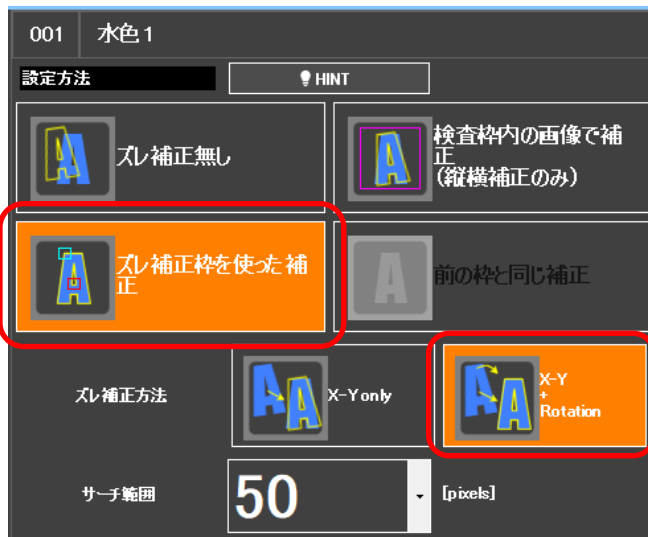 001 水色1
設定方法 HINT
ズレ補正無し
検査枠内の画像で補
正
(縦横補正のみ)
ズレ補正枠を使った補
正
前の枠と同じ補正
ズレ補正方法
X-Y only
X-Y
+
Rotation
サーチ範囲 50 [pixels]